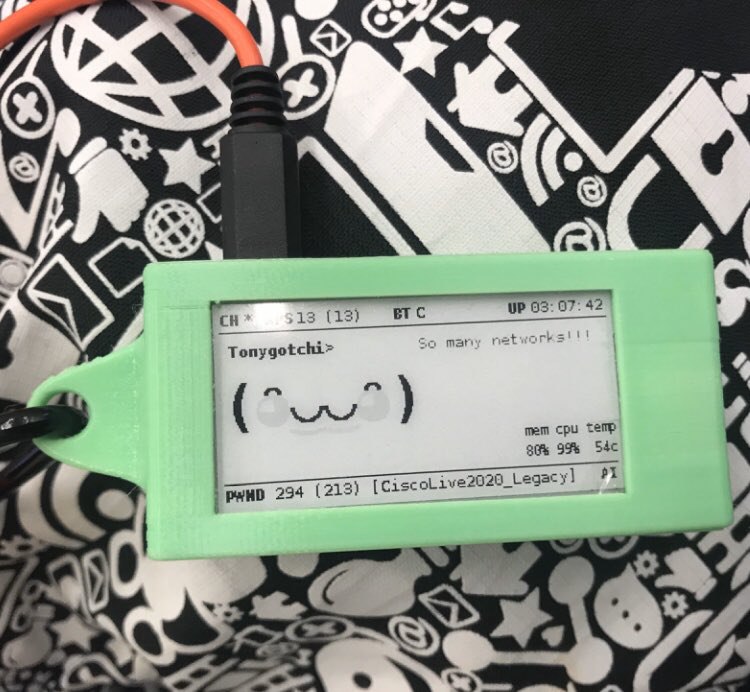 CH * APS 13 (13) BT C UP 03:07:42
Tonygotchi> So many networks!!!
mem cpu temp
80% 99% 54c
PWND 294 (213) [CiscoLive2020_Legacy] AI